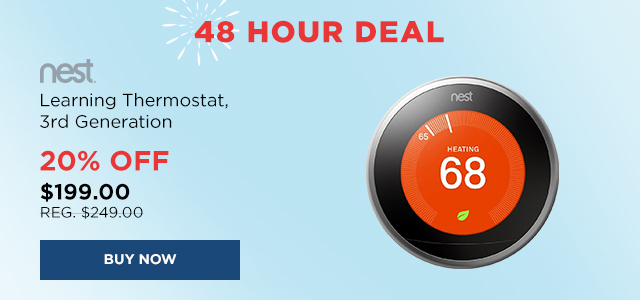 48 HOUR DEAL
nest
Learning Thermostat,
3rd Generation
20% OFF
$199.00
REG. $249.00
BUY NOW
nest
65
HEATING
68